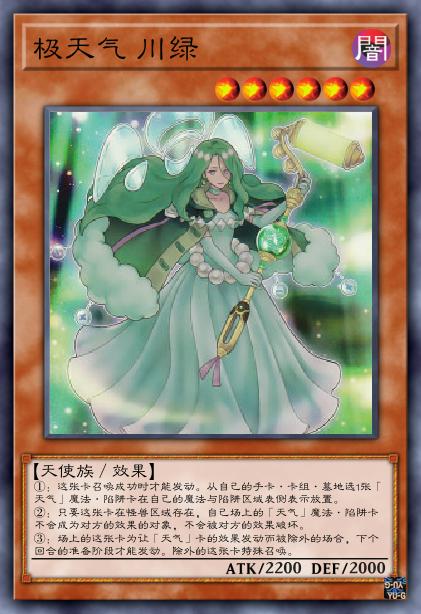 极天气 川绿
闇
【天使族／效果】
①：这张卡召唤成功时才能发动。从自己的手卡·卡组·墓地选1张「
天气」魔法·陷阱卡在自己的魔法与陷阱区域表侧表示放置。
②：只要这张卡在怪兽区域存在，自己场上的「天气」魔法·陷阱卡
不会成为对方的效果的对象，不会被对方的效果破坏。
③：场上的这张卡为让「天气」卡的效果发动而被除外的场合，下个
回合的准备阶段才能发动。除外的这张卡特殊召唤。
ATK/2200 DEF/2000